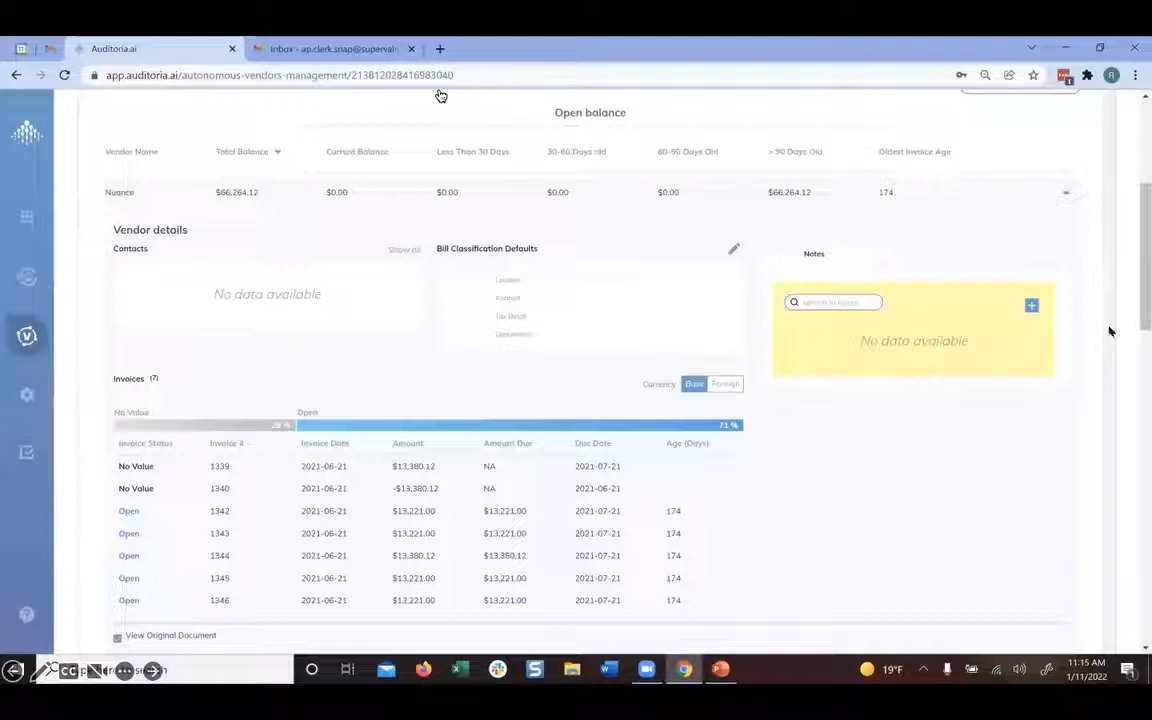 Auditoria.ai
Inbox - ap.clerk.snap@superval
app.auditoria.ai/autonomous-vendors-management/213812028416983040
R
Open balance
Vendor Name Total Balance Current Balance Less Than 30 Days 30-60 Days old 60-90 Days Old > 90 Days Old Oldest Invoice Age
Nuance $66,264.12 $0.00 $0.00 $0.00 $0.00 $66,264.12 174
Vendor details
Contacts Show all Bill Classification Defaults Notes
No data available
Location
Payment
Tax Detail
Department
No data available
Invoices (7) Currency Base Foreign
No Value Open
29 % 71 %
Invoice Status Invoice # Invoice Date Amount Amount Due Due Date Age (Days)
No Value 1339 2021-06-21 $13,380.12 NA 2021-07-21
No Value 1340 2021-06-21 -$13,380.12 NA 2021-06-21
Open 1342 2021-06-21 $13,221.00 $13,221.00 2021-07-21 174
Open 1343 2021-06-21 $13,221.00 $13,221.00 2021-07-21 174
Open 1344 2021-06-21 $13,380.12 $13,380.12 2021-07-21 174
Open 1345 2021-06-21 $13,221.00 $13,221.00 2021-07-21 174
Open 1346 2021-06-21 $13,221.00 $13,221.00 2021-07-21 174
View Original Document
CC
19°F
11:15 AM
1/11/2022